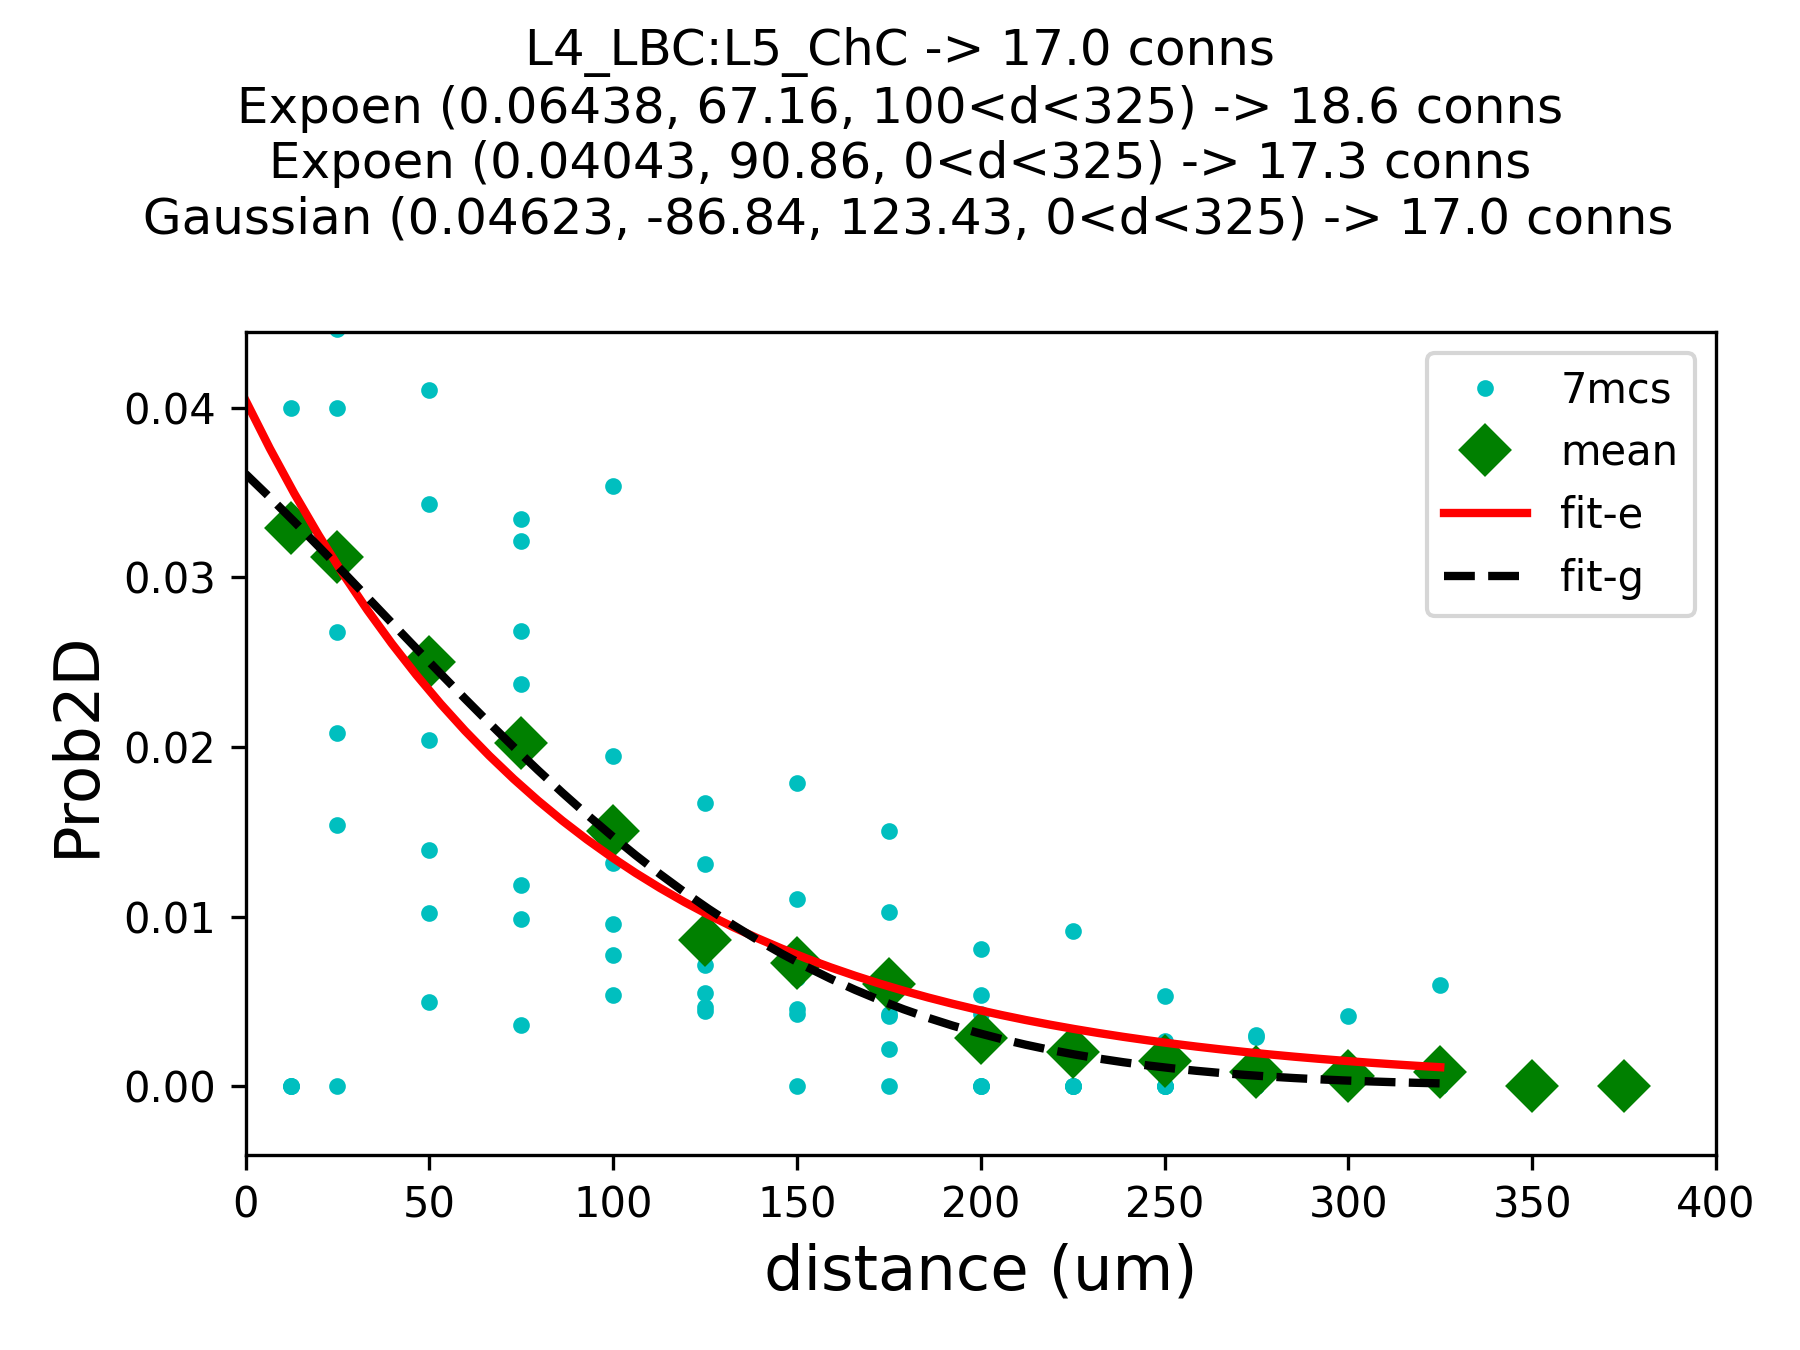 L4_LBC:L5_ChC -> 17.0 conns
Expoen (0.06438, 67.16, 100<d<325) -> 18.6 conns
Expoen (0.04043, 90.86, 0<d<325) -> 17.3 conns
Gaussian (0.04623, -86.84, 123.43, 0<d<325) -> 17.0 conns
7mcs
mean
fit-e
fit-g
Prob2D
0.04
0.03
0.02
0.01
0.00
0 50 100 150 200 250 300 350 400
distance (um)